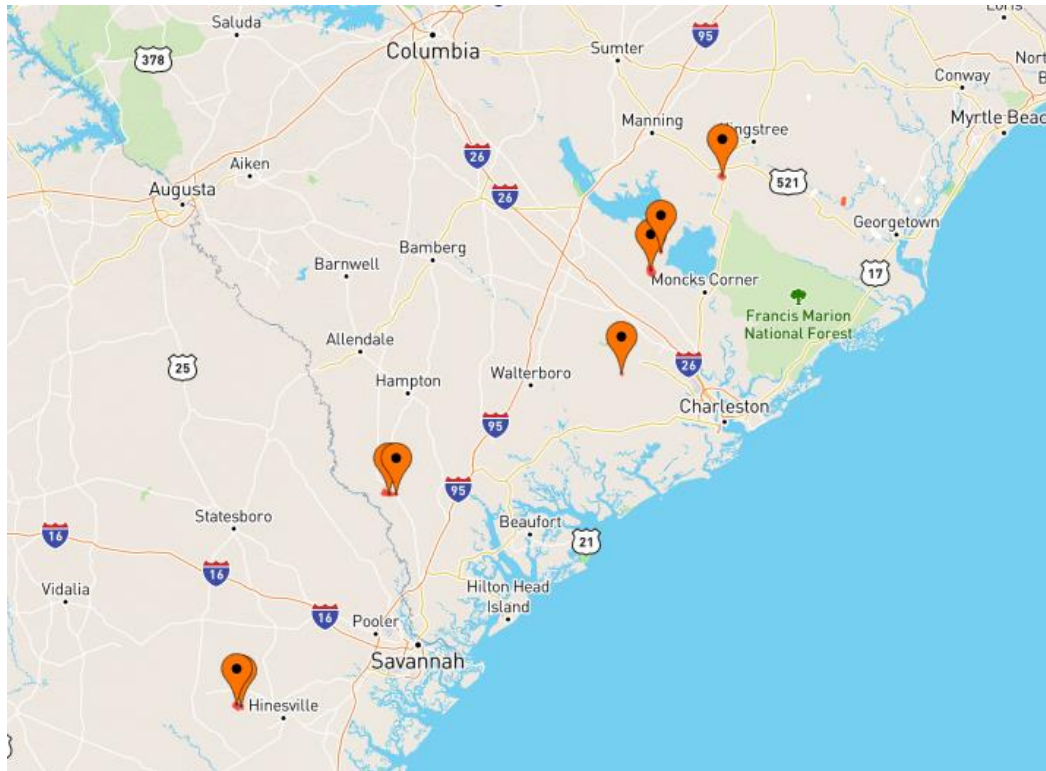 Saluda
Columbia
378
95
Sumter
Loris
Conway
Myrtle Beac
Manning
ingstree
26
26
521
Aiken
Augusta
Georgetown
17
Bamberg
Barnwell
Moncks Corner
Francis Marion
National Forest
Allendale
25
26
Hampton
Walterboro
Charleston
95
95
Statesboro
Beaufort
21
16
16
Vidalia
Hilton Head
Island
16
Pooler
Savannah
Hinesville